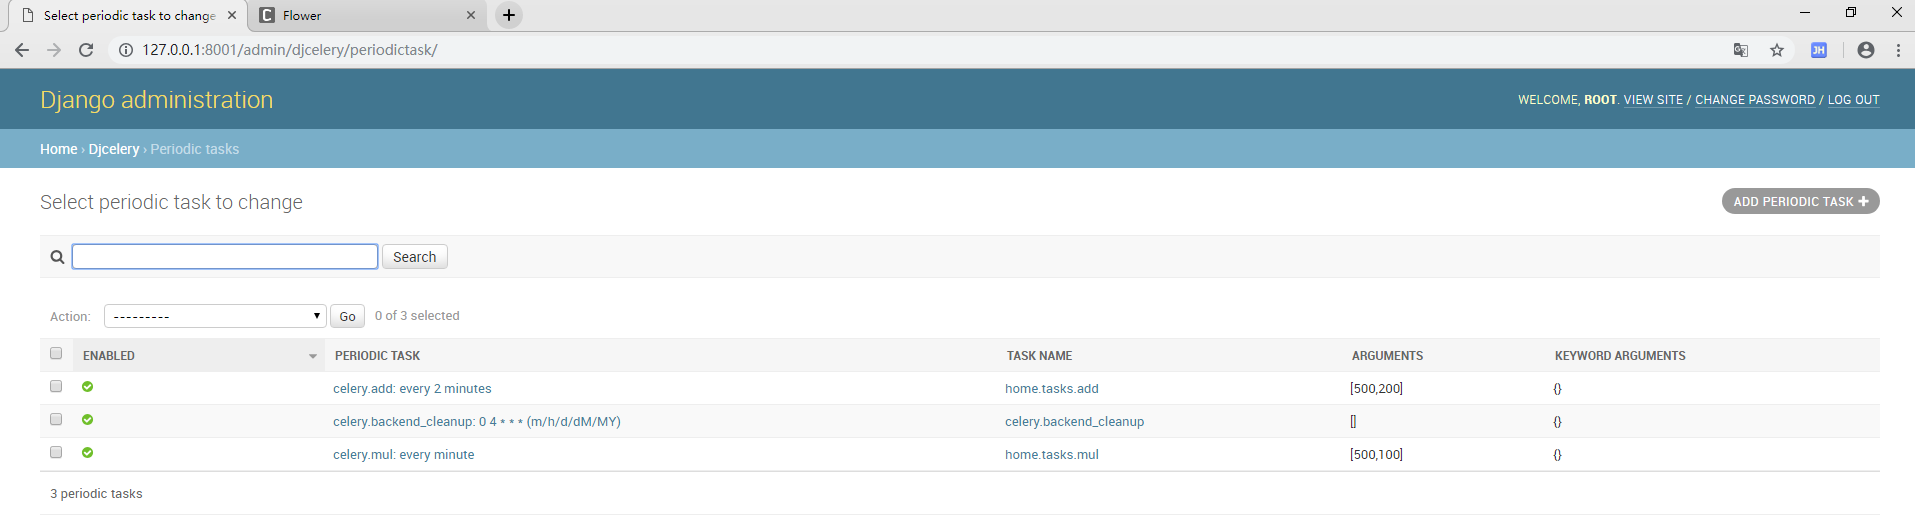 Select periodic task to change
Flower
127.0.0.1:8001/admin/djcelery/periodictask/
JH
Django administration
WELCOME, ROOT. VIEW SITE / CHANGE PASSWORD / LOG OUT
Home › Djcelery › Periodic tasks
Select periodic task to change
ADD PERIODIC TASK +
Search
Action: --------- Go 0 of 3 selected
ENABLED PERIODIC TASK TASK NAME ARGUMENTS KEYWORD ARGUMENTS
celery.add: every 2 minutes home.tasks.add [500,200] {}
celery.backend_cleanup: 0 4 * * * (m/h/d/dM/MY) celery.backend_cleanup [] {}
celery.mul: every minute home.tasks.mul [500,100] {}
3 periodic tasks